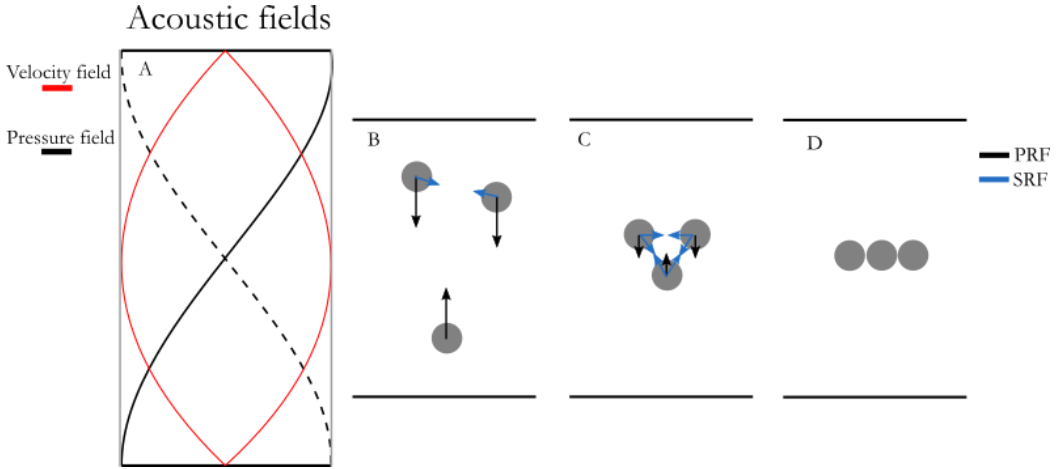 Acoustic fields
Velocity field
Pressure field
A
B
C
D
PRF
SRF